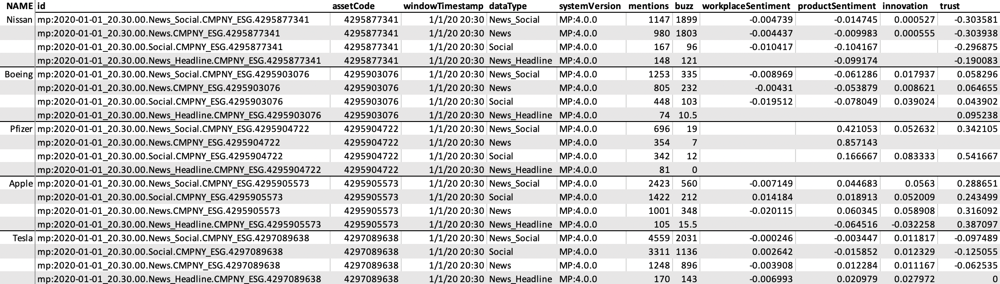 NAME id assetCode windowTimestamp dataType systemVersion mentions buzz workplaceSentiment productSentiment innovation trust
Nissan mp:2020-01-01_20.30.00.News_Social.CMPNY_ESG.4295877341 4295877341 1/1/20 20:30 News_Social MP:4.0.0 1147 1899 -0.004739 -0.014745 0.000527 -0.303581
mp:2020-01-01_20.30.00.News.CMPNY_ESG.4295877341 4295877341 1/1/20 20:30 News MP:4.0.0 980 1803 -0.004437 -0.009983 0.000555 -0.303938
mp:2020-01-01_20.30.00.Social.CMPNY_ESG.4295877341 4295877341 1/1/20 20:30 Social MP:4.0.0 167 96 -0.010417 -0.104167 -0.296875
mp:2020-01-01_20.30.00.News_Headline.CMPNY_ESG.4295877341 4295877341 1/1/20 20:30 News_Headline MP:4.0.0 148 121 -0.099174 -0.190083
Boeing mp:2020-01-01_20.30.00.News_Social.CMPNY_ESG.4295903076 4295903076 1/1/20 20:30 News_Social MP:4.0.0 1253 335 -0.008969 -0.061286 0.017937 0.058296
mp:2020-01-01_20.30.00.News.CMPNY_ESG.4295903076 4295903076 1/1/20 20:30 News MP:4.0.0 805 232 -0.00431 -0.053879 0.008621 0.064655
mp:2020-01-01_20.30.00.Social.CMPNY_ESG.4295903076 4295903076 1/1/20 20:30 Social MP:4.0.0 448 103 -0.019512 -0.078049 0.039024 0.043902
mp:2020-01-01_20.30.00.News_Headline.CMPNY_ESG.4295903076 4295903076 1/1/20 20:30 News_Headline MP:4.0.0 74 10.5 0.095238
Pfizer mp:2020-01-01_20.30.00.News_Social.CMPNY_ESG.4295904722 4295904722 1/1/20 20:30 News_Social MP:4.0.0 696 19 0.421053 0.052632 0.342105
mp:2020-01-01_20.30.00.News.CMPNY_ESG.4295904722 4295904722 1/1/20 20:30 News MP:4.0.0 354 7 0.857143
mp:2020-01-01_20.30.00.Social.CMPNY_ESG.4295904722 4295904722 1/1/20 20:30 Social MP:4.0.0 342 12 0.166667 0.083333 0.541667
mp:2020-01-01_20.30.00.News_Headline.CMPNY_ESG.4295904722 4295904722 1/1/20 20:30 News_Headline MP:4.0.0 81 0
Apple mp:2020-01-01_20.30.00.News_Social.CMPNY_ESG.4295905573 4295905573 1/1/20 20:30 News_Social MP:4.0.0 2423 560 -0.007149 0.044683 0.0563 0.288651
mp:2020-01-01_20.30.00.Social.CMPNY_ESG.4295905573 4295905573 1/1/20 20:30 Social MP:4.0.0 1422 212 0.014184 0.018913 0.052009 0.243499
mp:2020-01-01_20.30.00.News.CMPNY_ESG.4295905573 4295905573 1/1/20 20:30 News MP:4.0.0 1001 348 -0.020115 0.060345 0.058908 0.316092
mp:2020-01-01_20.30.00.News_Headline.CMPNY_ESG.4295905573 4295905573 1/1/20 20:30 News_Headline MP:4.0.0 105 15.5 -0.064516 -0.032258 0.387097
Tesla mp:2020-01-01_20.30.00.News_Social.CMPNY_ESG.4297089638 4297089638 1/1/20 20:30 News_Social MP:4.0.0 4559 2031 -0.000246 -0.003447 0.011817 -0.097489
mp:2020-01-01_20.30.00.Social.CMPNY_ESG.4297089638 4297089638 1/1/20 20:30 Social MP:4.0.0 3311 1136 0.002642 -0.015852 0.012329 -0.125055
mp:2020-01-01_20.30.00.News.CMPNY_ESG.4297089638 4297089638 1/1/20 20:30 News MP:4.0.0 1248 896 -0.003908 0.012284 0.011167 -0.062535
mp:2020-01-01_20.30.00.News_Headline.CMPNY_ESG.4297089638 4297089638 1/1/20 20:30 News_Headline MP:4.0.0 170 143 -0.006993 0.020979 0.027972 0